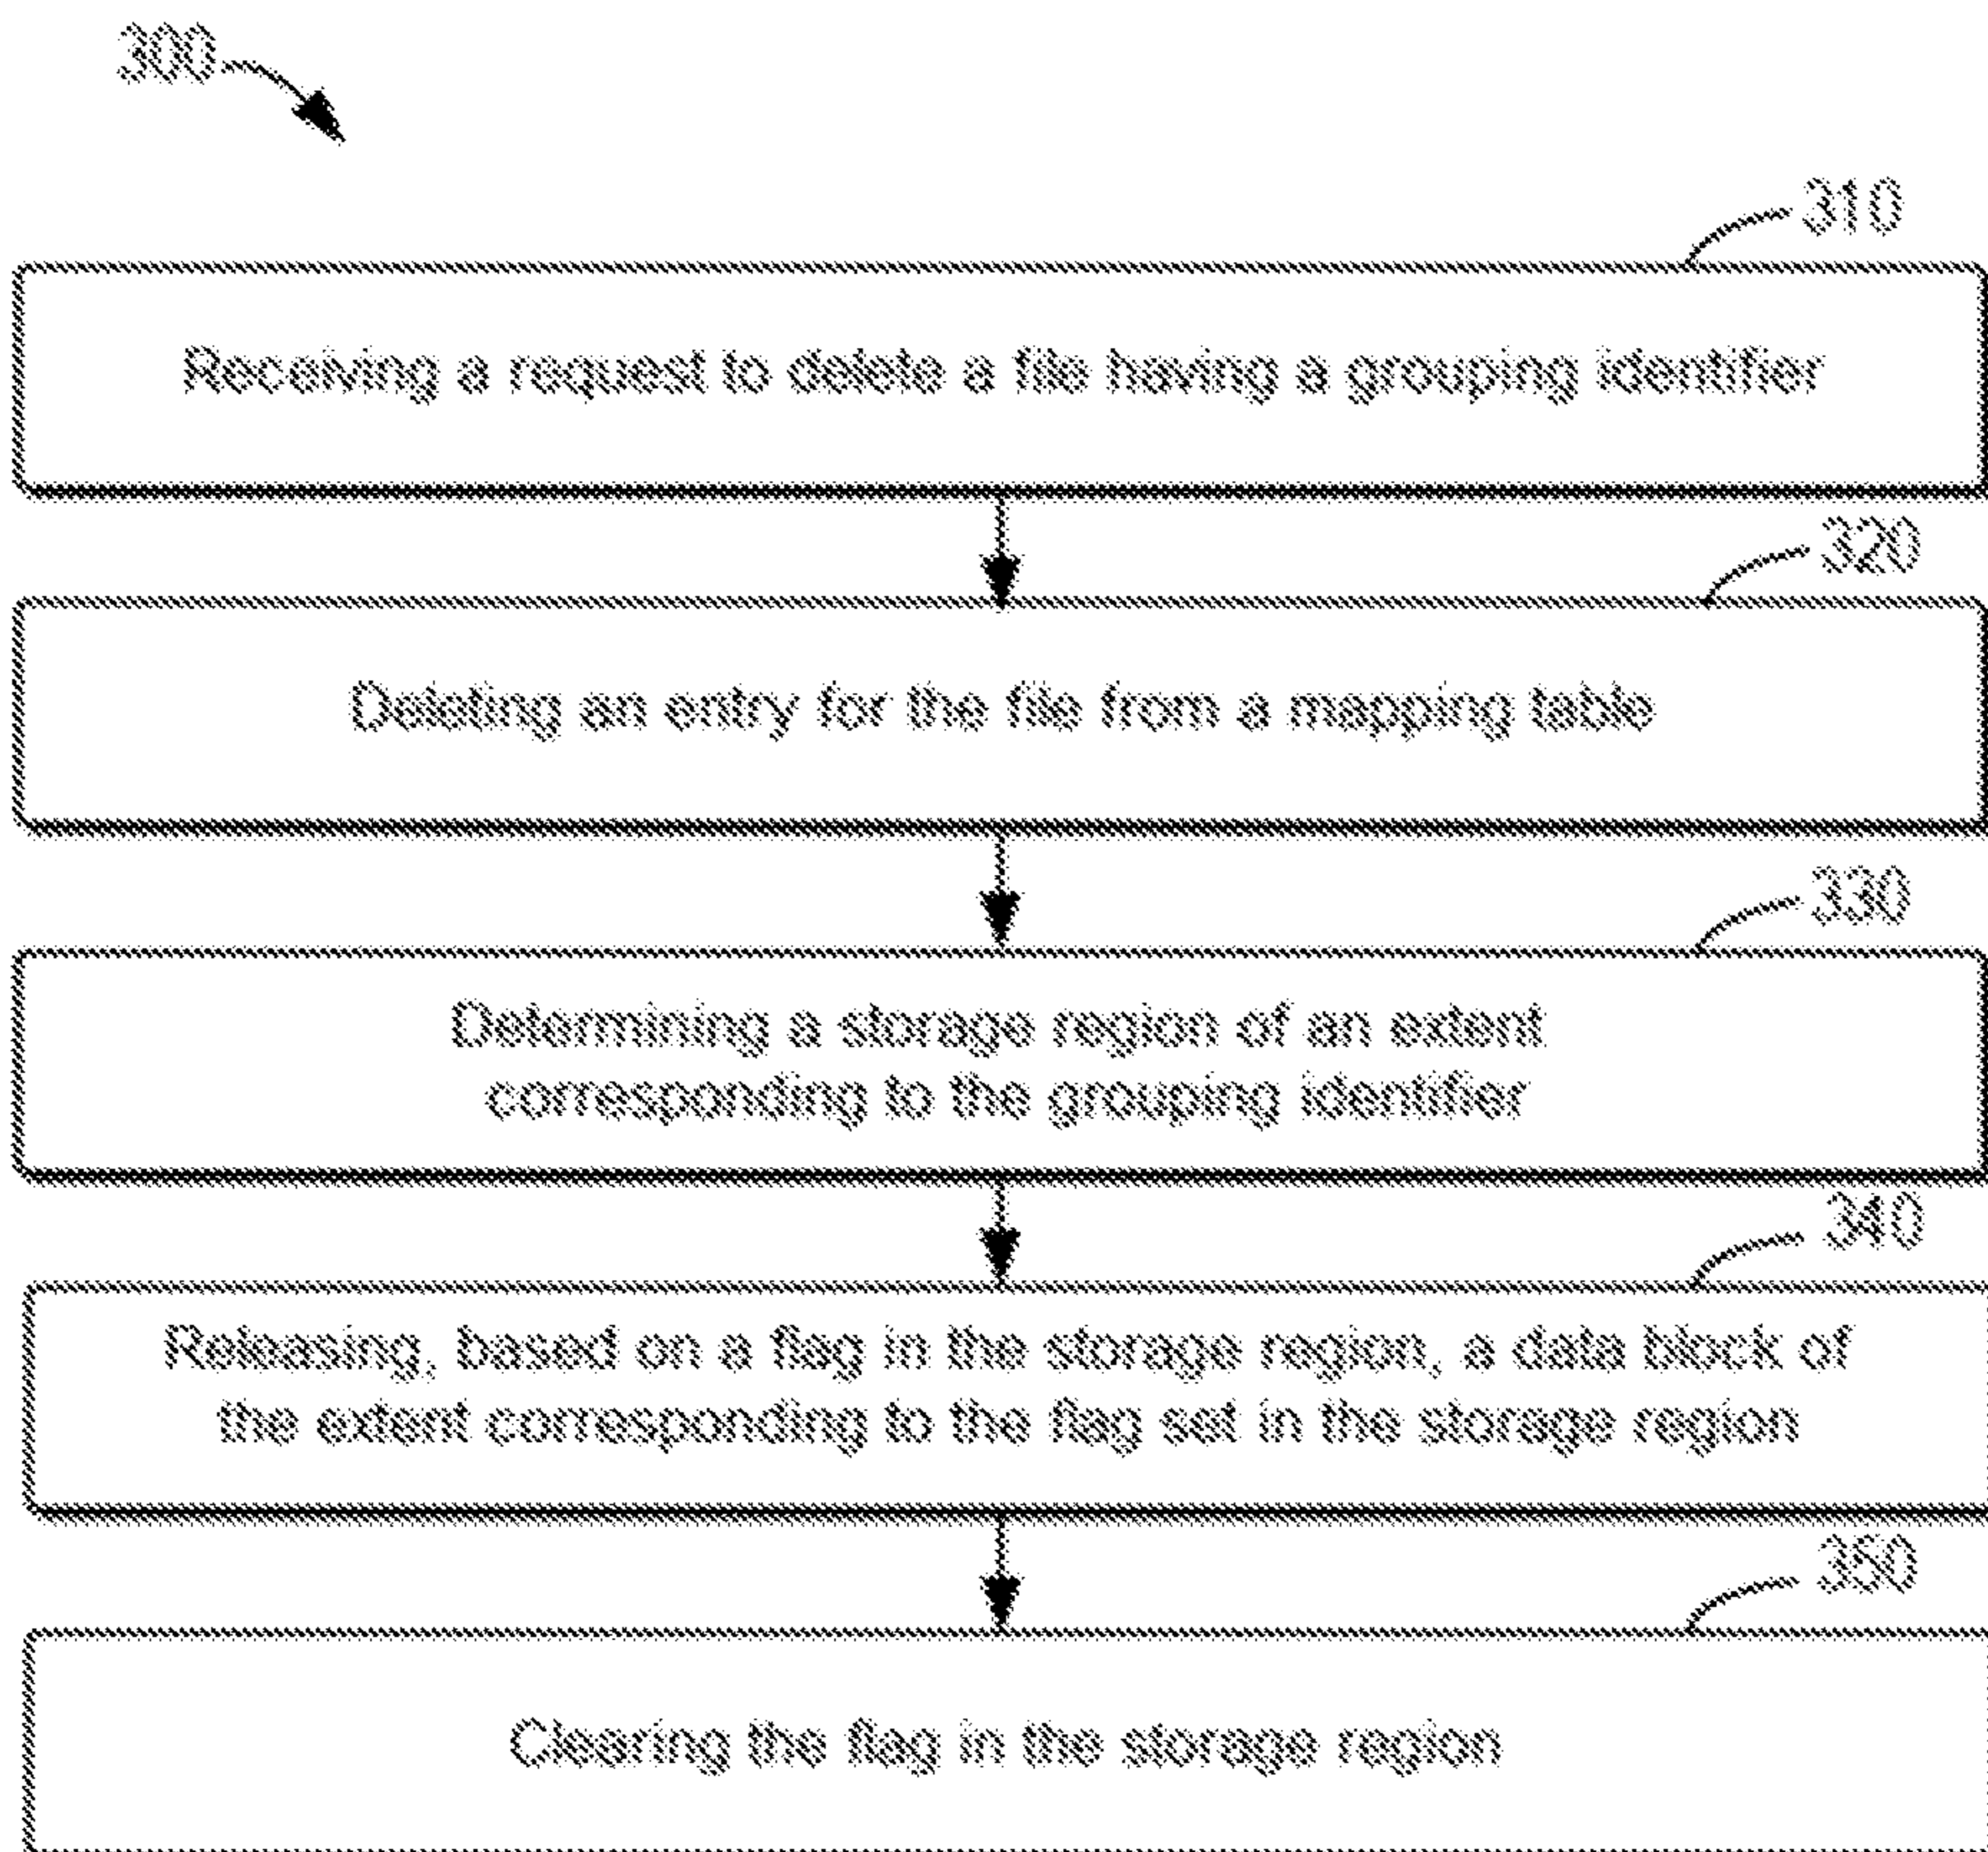 300
310
Receiving a request to delete a file having a grouping identifier
320
Deleting an entry for the file from a mapping table
330
Determining a storage region of an extent
corresponding to the grouping identifier
340
Releasing, based on a flag in the storage region, a data block of
the extent corresponding to the flag set in the storage region
350
Clearing the flag in the storage region